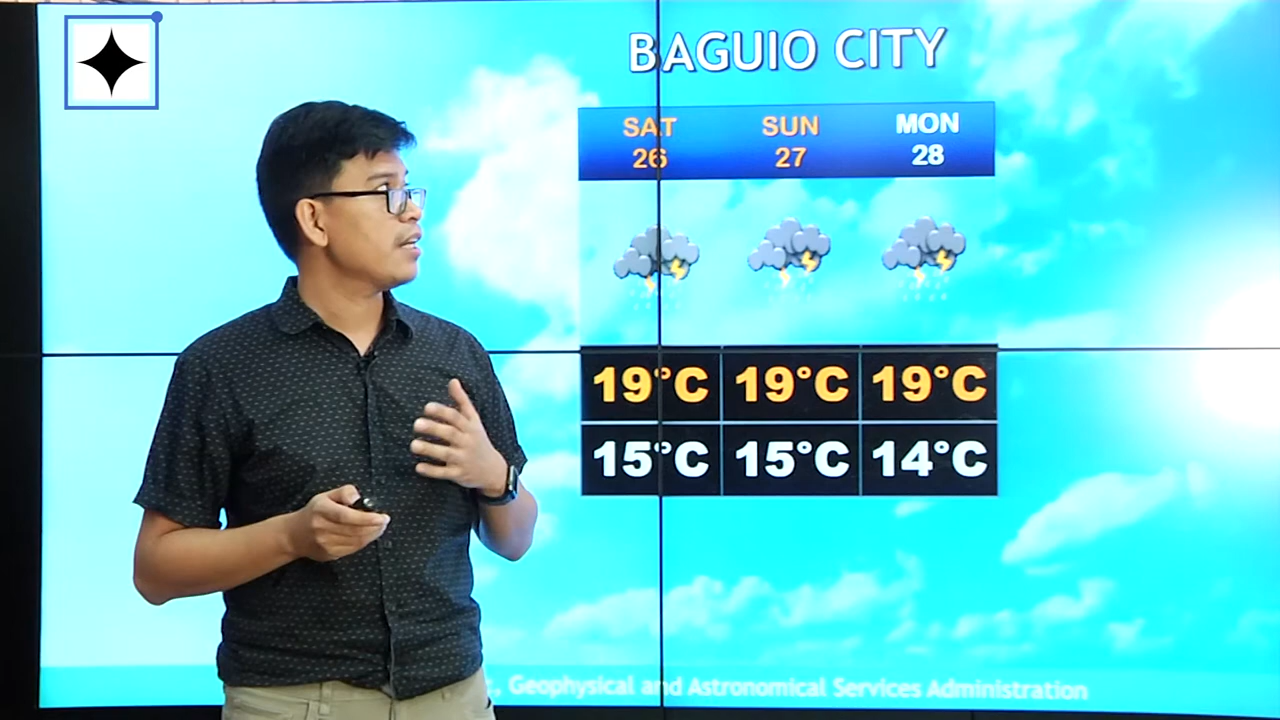 BAGUIO CITY
SAT SUN MON
26 27 28
19°C 19°C 19°C
15°C 15°C 14°C
, Geophysical and Astronomical Services Administration